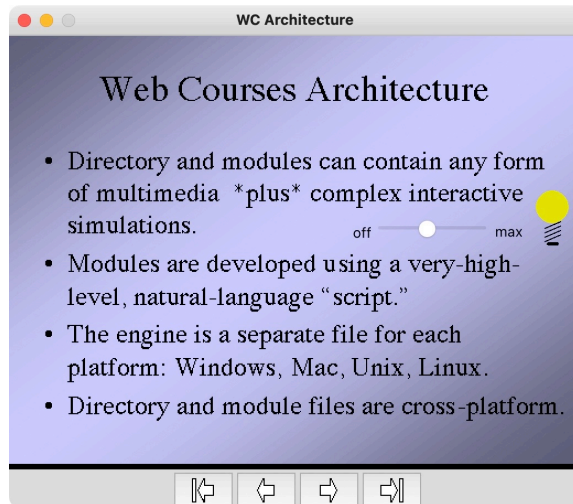 WC Architecture
Web Courses Architecture
• Directory and modules can contain any form
of multimedia *plus* complex interactive
simulations.
off max
• Modules are developed using a very-high-
level, natural-language “script.”
• The engine is a separate file for each
platform: Windows, Mac, Unix, Linux.
• Directory and module files are cross-platform.